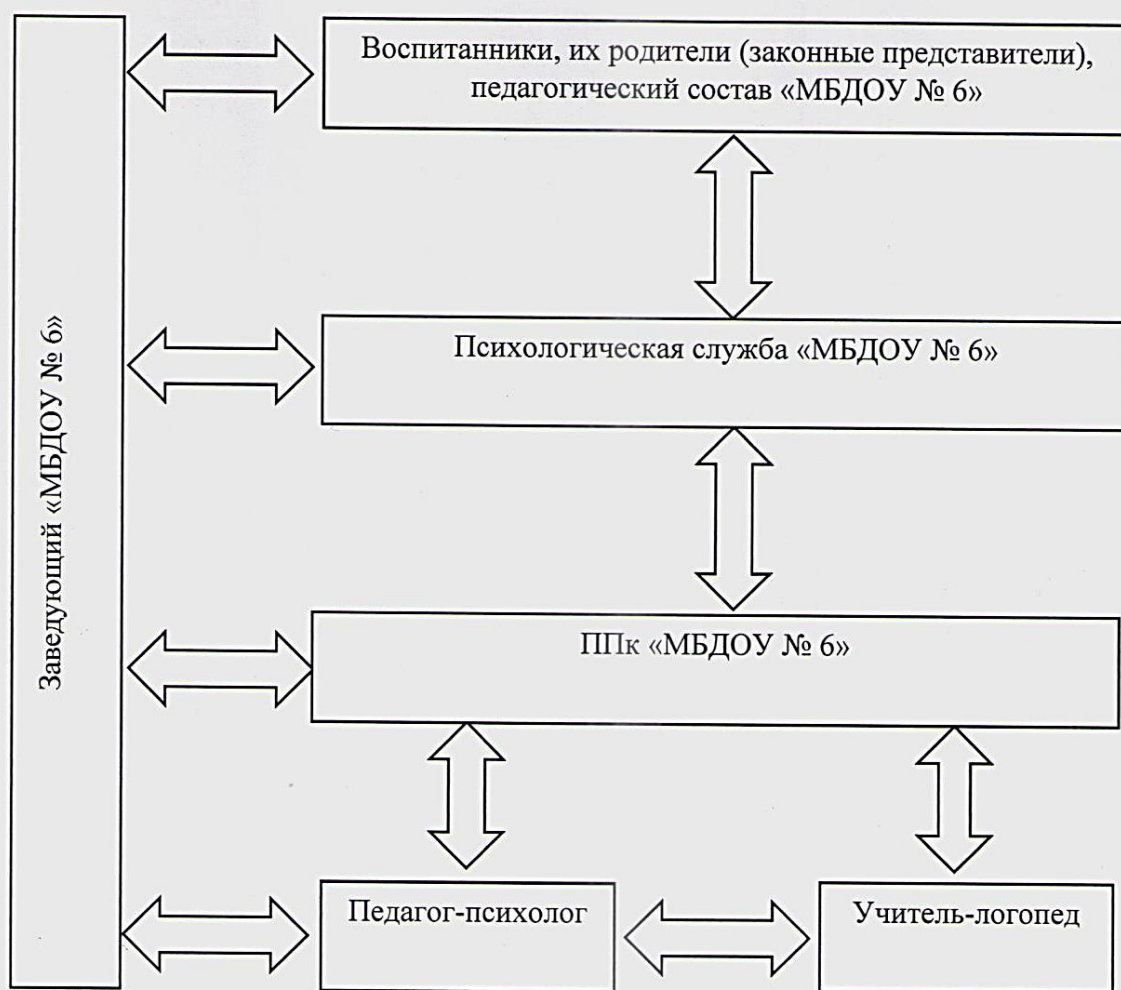 Воспитанники, их родители (законные представители),
педагогический состав «МБДОУ № 6»
Заведующий «МБДОУ № 6»
Психологическая служба «МБДОУ № 6»
ППк «МБДОУ № 6»
Педагог-психолог
Учитель-логопед